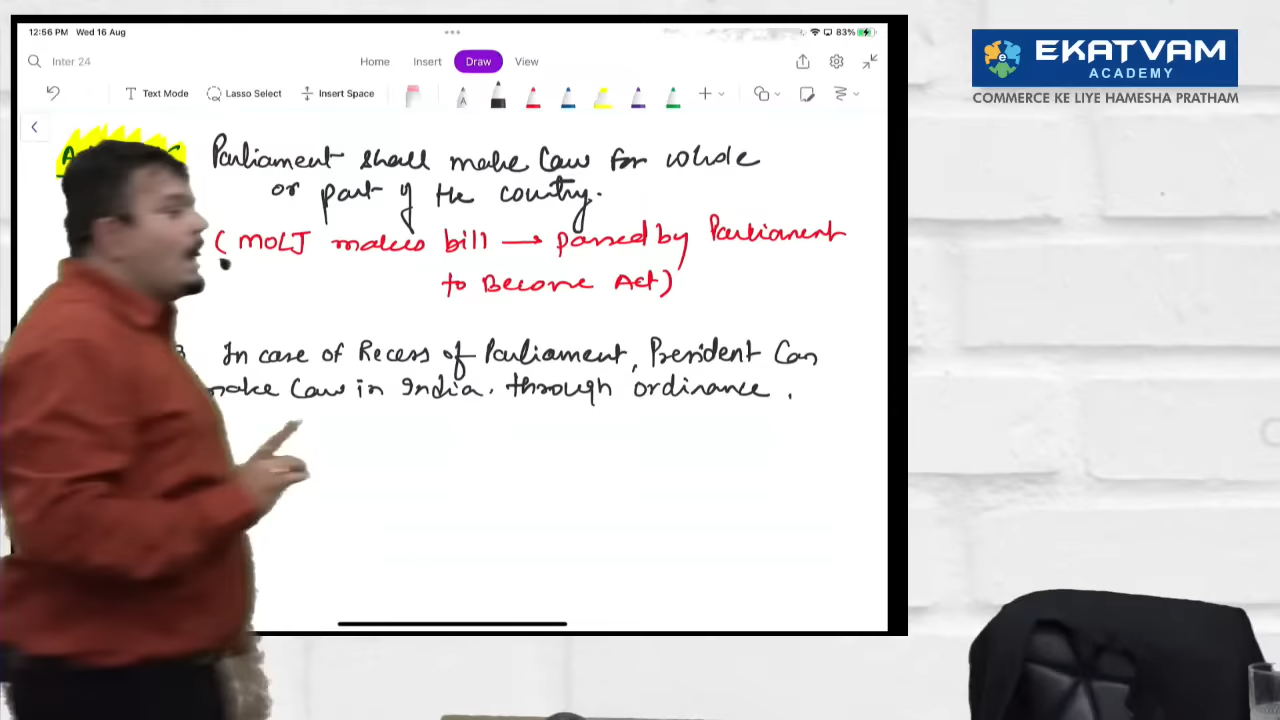 12:56 PM Wed 16 Aug
83%
Inter 24
Home Insert Draw View
Text Mode Lasso Select Insert Space
EKATVAM
ACADEMY
COMMERCE KE LIYE HAMESHA PRATHAM
Parliament shall make law for whole
or part of the country.
( MOLJ makes bill → passed by Parliament
to Become Act)
In case of Recess of Parliament, President Can
make law in India. through ordinance.